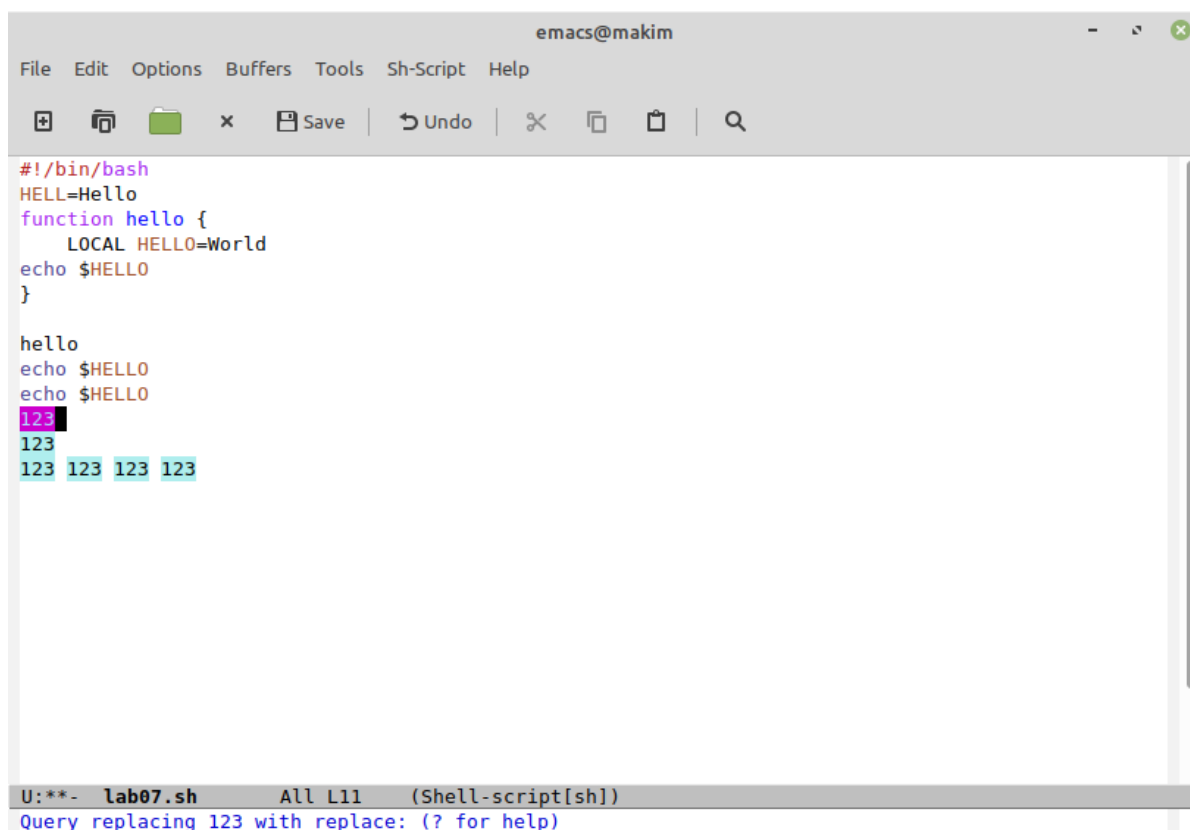 emacs@makim
File Edit Options Buffers Tools Sh-Script Help
Save Undo
#!/bin/bash
HELL=Hello
function hello {
    LOCAL HELLO=World
echo $HELLO
}
hello
echo $HELLO
echo $HELLO
123
123
123 123 123 123
U:**-  lab07.sh       All L11    (Shell-script[sh])
Query replacing 123 with replace: (? for help)